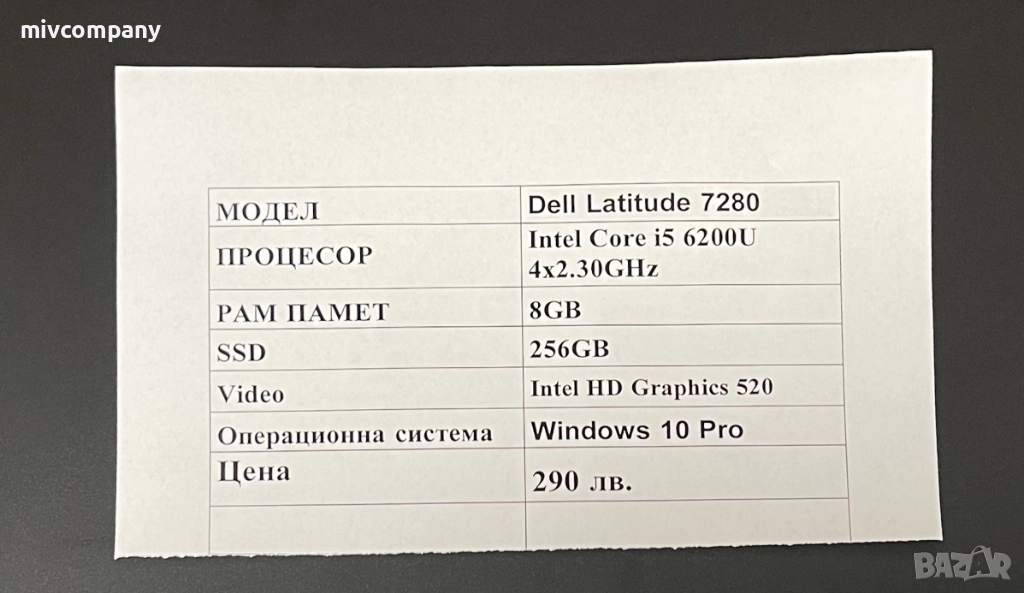 mivcompany
МОДЕЛ Dell Latitude 7280
ПРОЦЕСОР Intel Core i5 6200U
4x2.30GHz
РАМ ПАМЕТ 8GB
SSD 256GB
Video Intel HD Graphics 520
Операционна система Windows 10 Pro
Цена 290 лв.
BAZAR